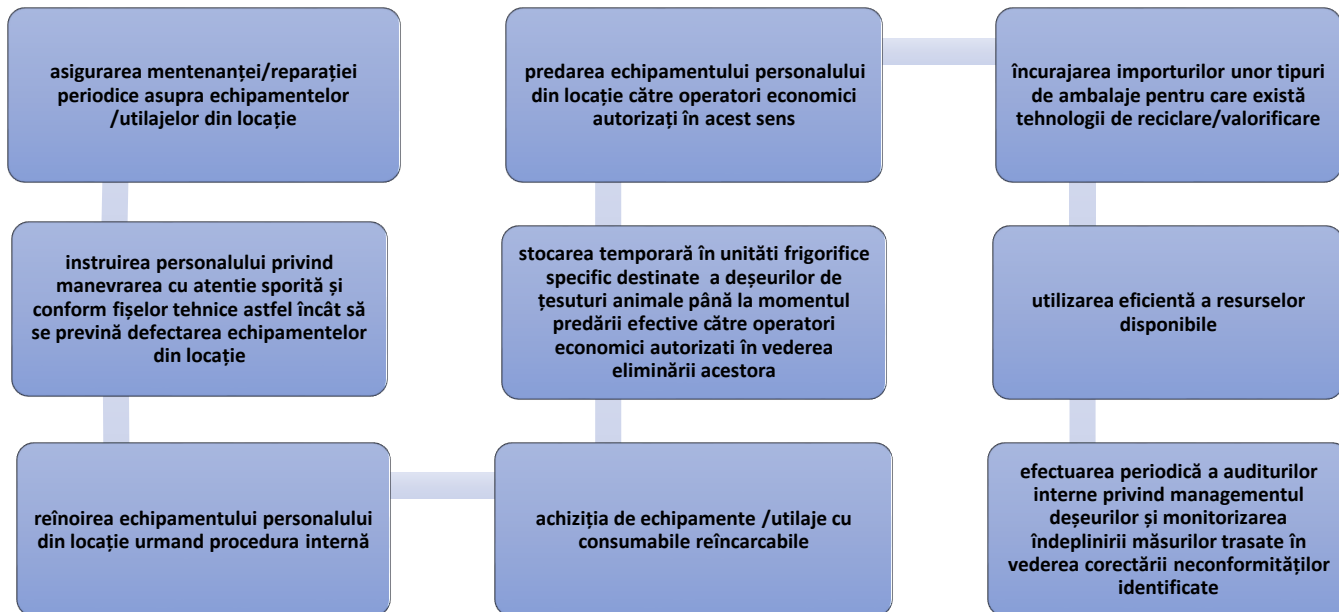 asigurarea mentenanței/reparației
periodice asupra echipamentelor
/utilajelor din locație
instruirea personalului privind
manevrarea cu atentie sporită și
conform fișelor tehnice astfel încât să
se prevină defectarea echipamentelor
din locație
reînoirea echipamentului personalului
din locație urmand procedura internă
achiziția de echipamente /utilaje cu
consumabile reîncarcabile
stocarea temporară în unităti frigorifice
specific destinate a deșeurilor de
țesuturi animale până la momentul
predării efective către operatori
economici autorizati în vederea
eliminării acestora
predarea echipamentului personalului
din locație către operatori economici
autorizați în acest sens
încurajarea importurilor unor tipuri
de ambalaje pentru care există
tehnologii de reciclare/valorificare
utilizarea eficientă a resurselor
disponibile
efectuarea periodică a auditurilor
interne privind managementul
deșeurilor și monitorizarea
îndeplinirii măsurilor trasate în
vederea corectării neconformităților
identificate